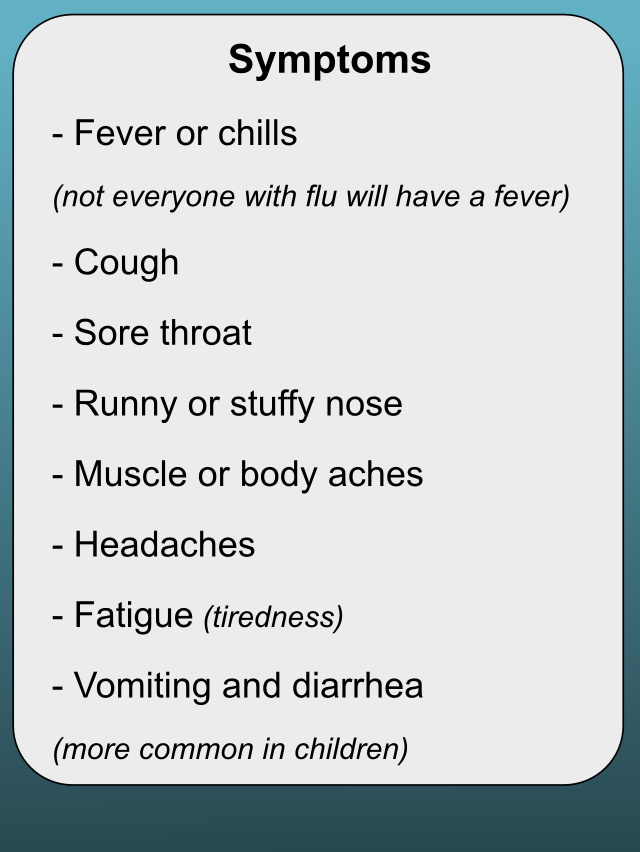 Symptoms
- Fever or chills
(not everyone with flu will have a fever)
- Cough
- Sore throat
- Runny or stuffy nose
- Muscle or body aches
- Headaches
- Fatigue (tiredness)
- Vomiting and diarrhea
(more common in children)